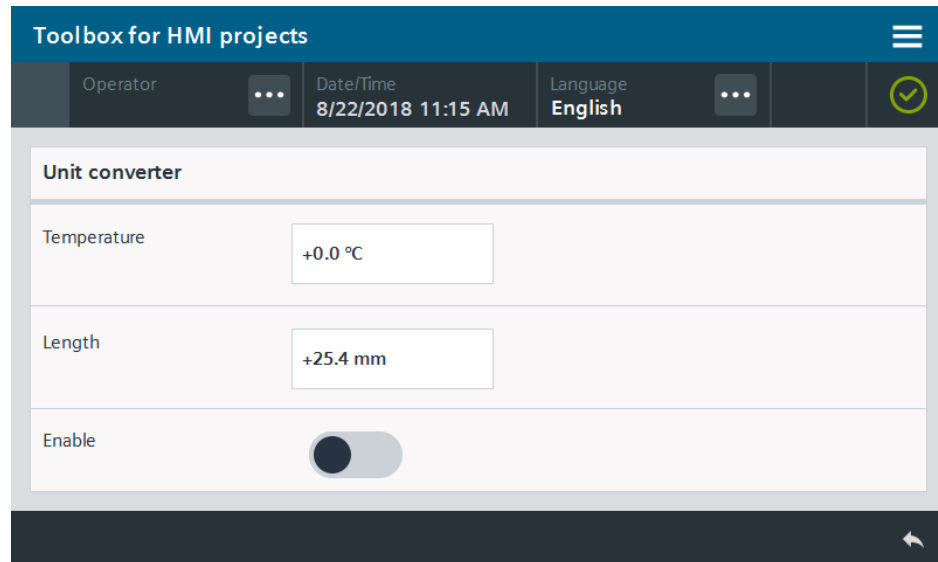 Toolbox for HMI projects
Operator
Date/Time
8/22/2018 11:15 AM
Language
English
Unit converter
Temperature
+0.0 °C
Length
+25.4 mm
Enable